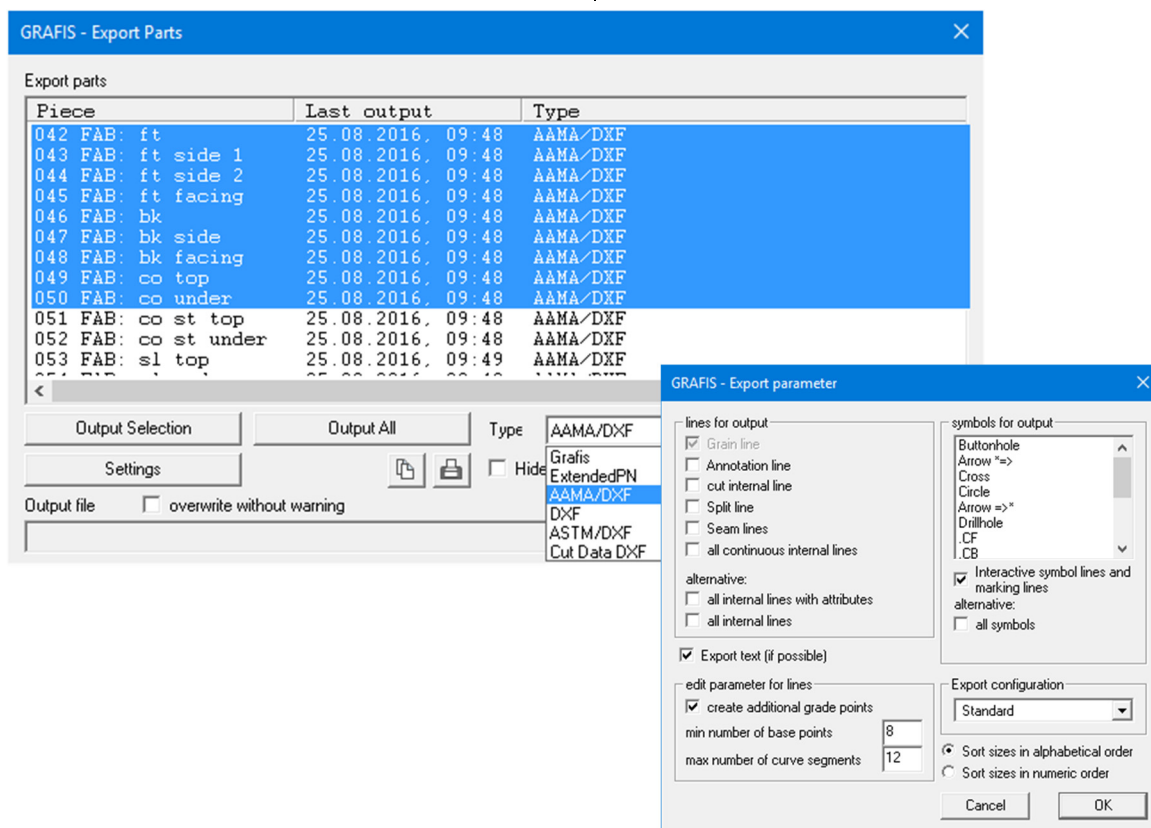 GRAFIS - Export Parts
Export parts
Piece Last output Type
042 FAB: ft 25.08.2016, 09:48 AAMA/DXF
043 FAB: ft side 1 25.08.2016, 09:48 AAMA/DXF
044 FAB: ft side 2 25.08.2016, 09:48 AAMA/DXF
045 FAB: ft facing 25.08.2016, 09:48 AAMA/DXF
046 FAB: bk 25.08.2016, 09:48 AAMA/DXF
047 FAB: bk side 25.08.2016, 09:48 AAMA/DXF
048 FAB: bk facing 25.08.2016, 09:48 AAMA/DXF
049 FAB: co top 25.08.2016, 09:48 AAMA/DXF
050 FAB: co under 25.08.2016, 09:48 AAMA/DXF
051 FAB: co st top 25.08.2016, 09:48 AAMA/DXF
052 FAB: co st under 25.08.2016, 09:48 AAMA/DXF
053 FAB: sl top 25.08.2016, 09:49 AAMA/DXF
Output Selection Output All Type AAMA/DXF
Settings Hide
Output file overwrite without warning
Grafis
ExtendedPN
AAMA/DXF
DXF
ASTM/DXF
Cut Data DXF
GRAFIS - Export parameter
lines for output
Grain line
Annotation line
cut internal line
Split line
Seam lines
all continuous internal lines
alternative:
all internal lines with attributes
all internal lines
Export text (if possible)
edit parameter for lines
create additional grade points
min number of base points 8
max number of curve segments 12
symbols for output
Buttonhole
Arrow *=>
Cross
Circle
Arrow =>*
Drillhole
.CF
.CB
Interactive symbol lines and
marking lines
alternative:
all symbols
Export configuration
Standard
Sort sizes in alphabetical order
Sort sizes in numeric order
Cancel OK